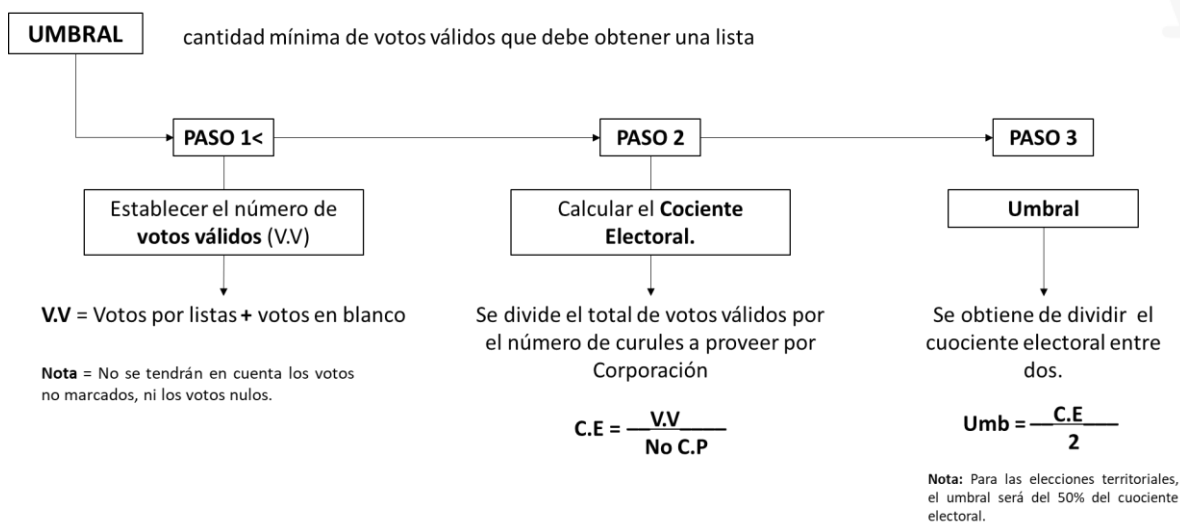 UMBRAL
cantidad mínima de votos válidos que debe obtener una lista
PASO 1<
PASO 2
PASO 3
Establecer el número de
votos válidos (V.V)
Calcular el Cociente
Electoral.
Umbral
V.V = Votos por listas + votos en blanco
Nota = No se tendrán en cuenta los votos
no marcados, ni los votos nulos.
Se divide el total de votos válidos por
el número de curules a proveer por
Corporación
C.E = V.V
No C.P
Se obtiene de dividir el
cuociente electoral entre
dos.
Umb = C.E
2
Nota: Para las elecciones territoriales,
el umbral será del 50% del cuociente
electoral.